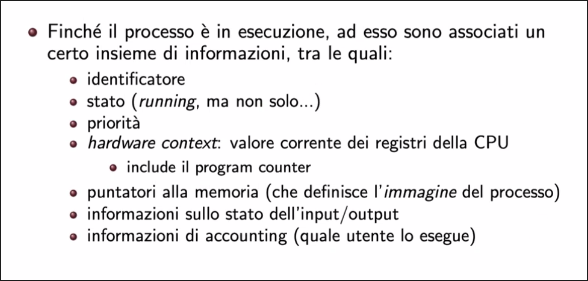 Finché il processo è in esecuzione, ad esso sono associati un
certo insieme di informazioni, tra le quali:
identificatore
stato (running, ma non solo...)
priorità
hardware context: valore corrente dei registri della CPU
include il program counter
puntatori alla memoria (che definisce l'immagine del processo)
informazioni sullo stato dell'input/output
informazioni di accounting (quale utente lo esegue)